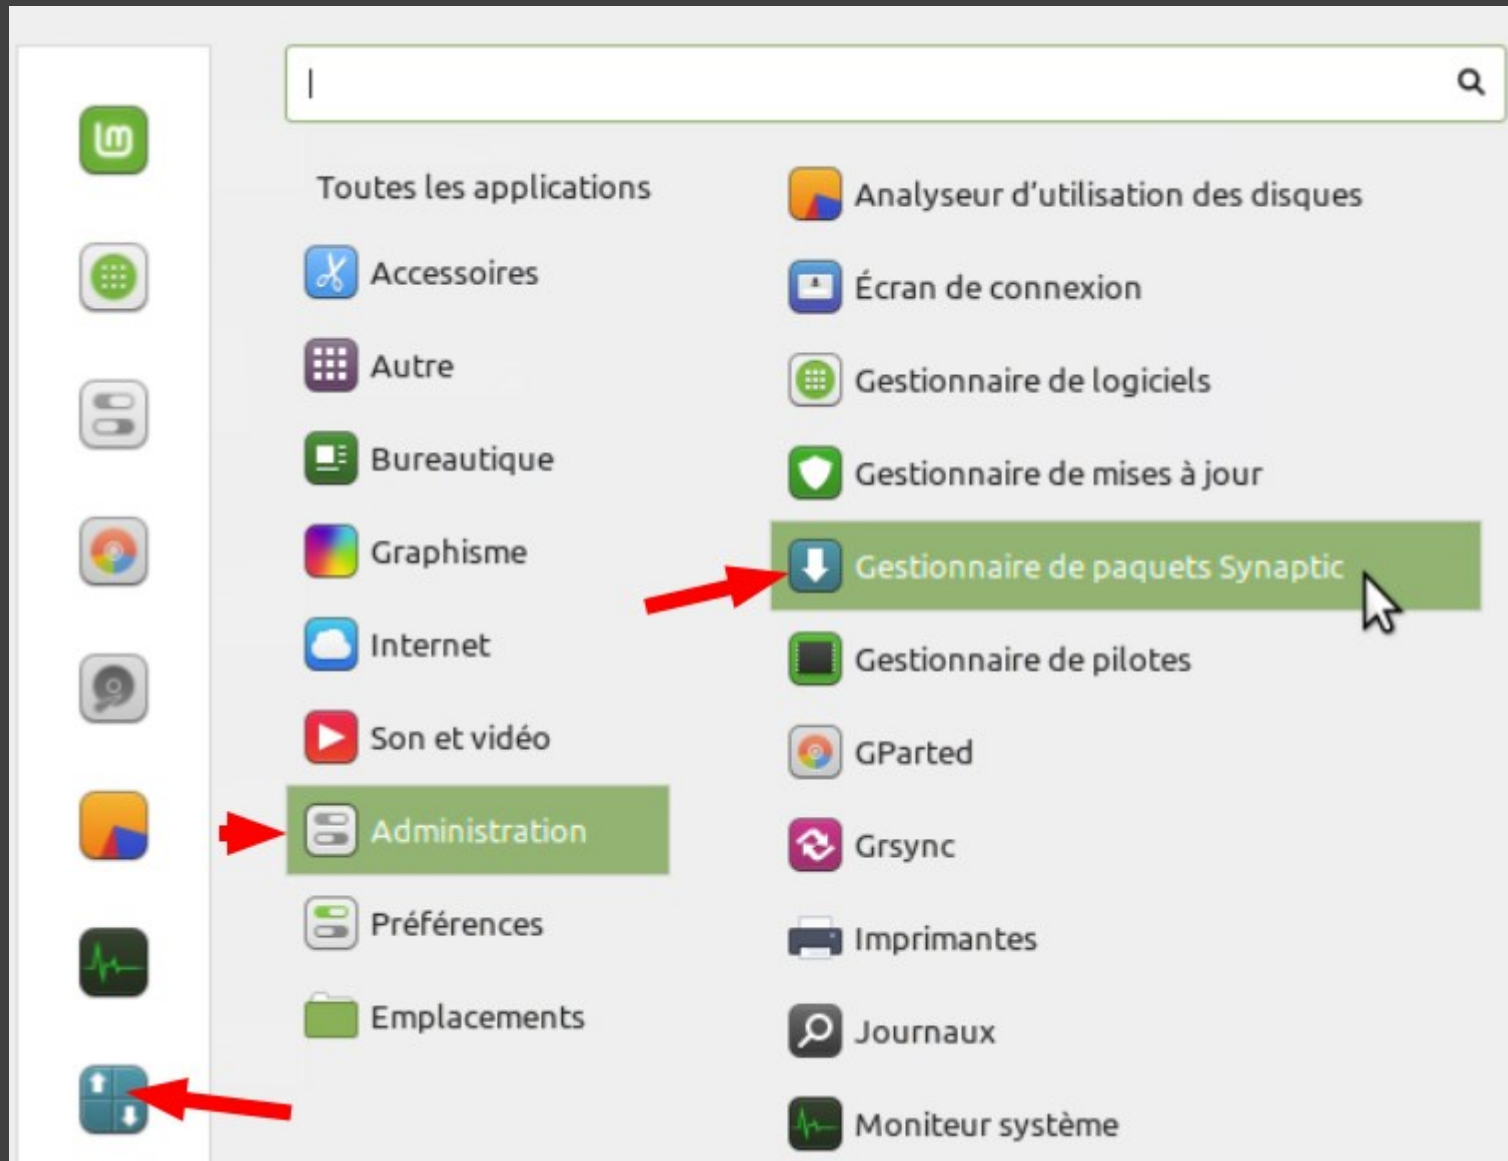 Toutes les applications
Accessoires
Autre
Bureautique
Graphisme
Internet
Son et vidéo
Administration
Préférences
Emplacements
Analyseur d’utilisation des disques
Écran de connexion
Gestionnaire de logiciels
Gestionnaire de mises à jour
Gestionnaire de paquets Synaptic
Gestionnaire de pilotes
GParted
Grsync
Imprimantes
Journaux
Moniteur système